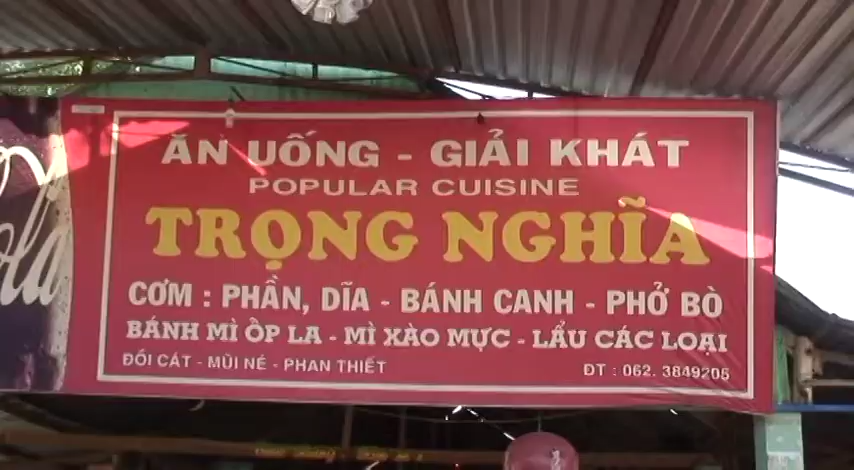 ĂN UỐNG - GIẢI KHÁT
POPULAR CUISINE
TRỌNG NGHĨA
CƠM : PHẦN, DĨA - BÁNH CANH - PHỞ BÒ
BÁNH MÌ ỐP LA - MÌ XÀO MỰC - LẨU CÁC LOẠI
ĐỒI CÁT - MŨI NÉ - PHAN THIẾT
ĐT : 062. 3849205